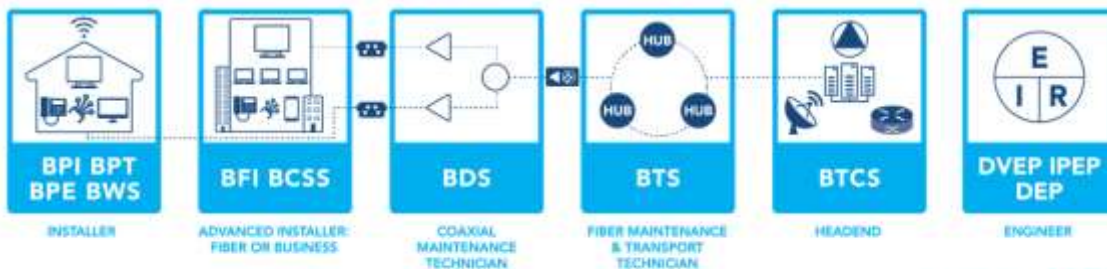 HUB
HUB
HUB
E
I R
BPI BPT
BPE BWS
BFI BCSS
BDS
BTS
BTCS
DVEP IPEP
DEP
INSTALLER
ADVANCED INSTALLER:
FIBER OR BUSINESS
COAXIAL
MAINTENANCE
TECHNICIAN
FIBER MAINTENANCE
& TRANSPORT
TECHNICIAN
HEADEND
ENGINEER